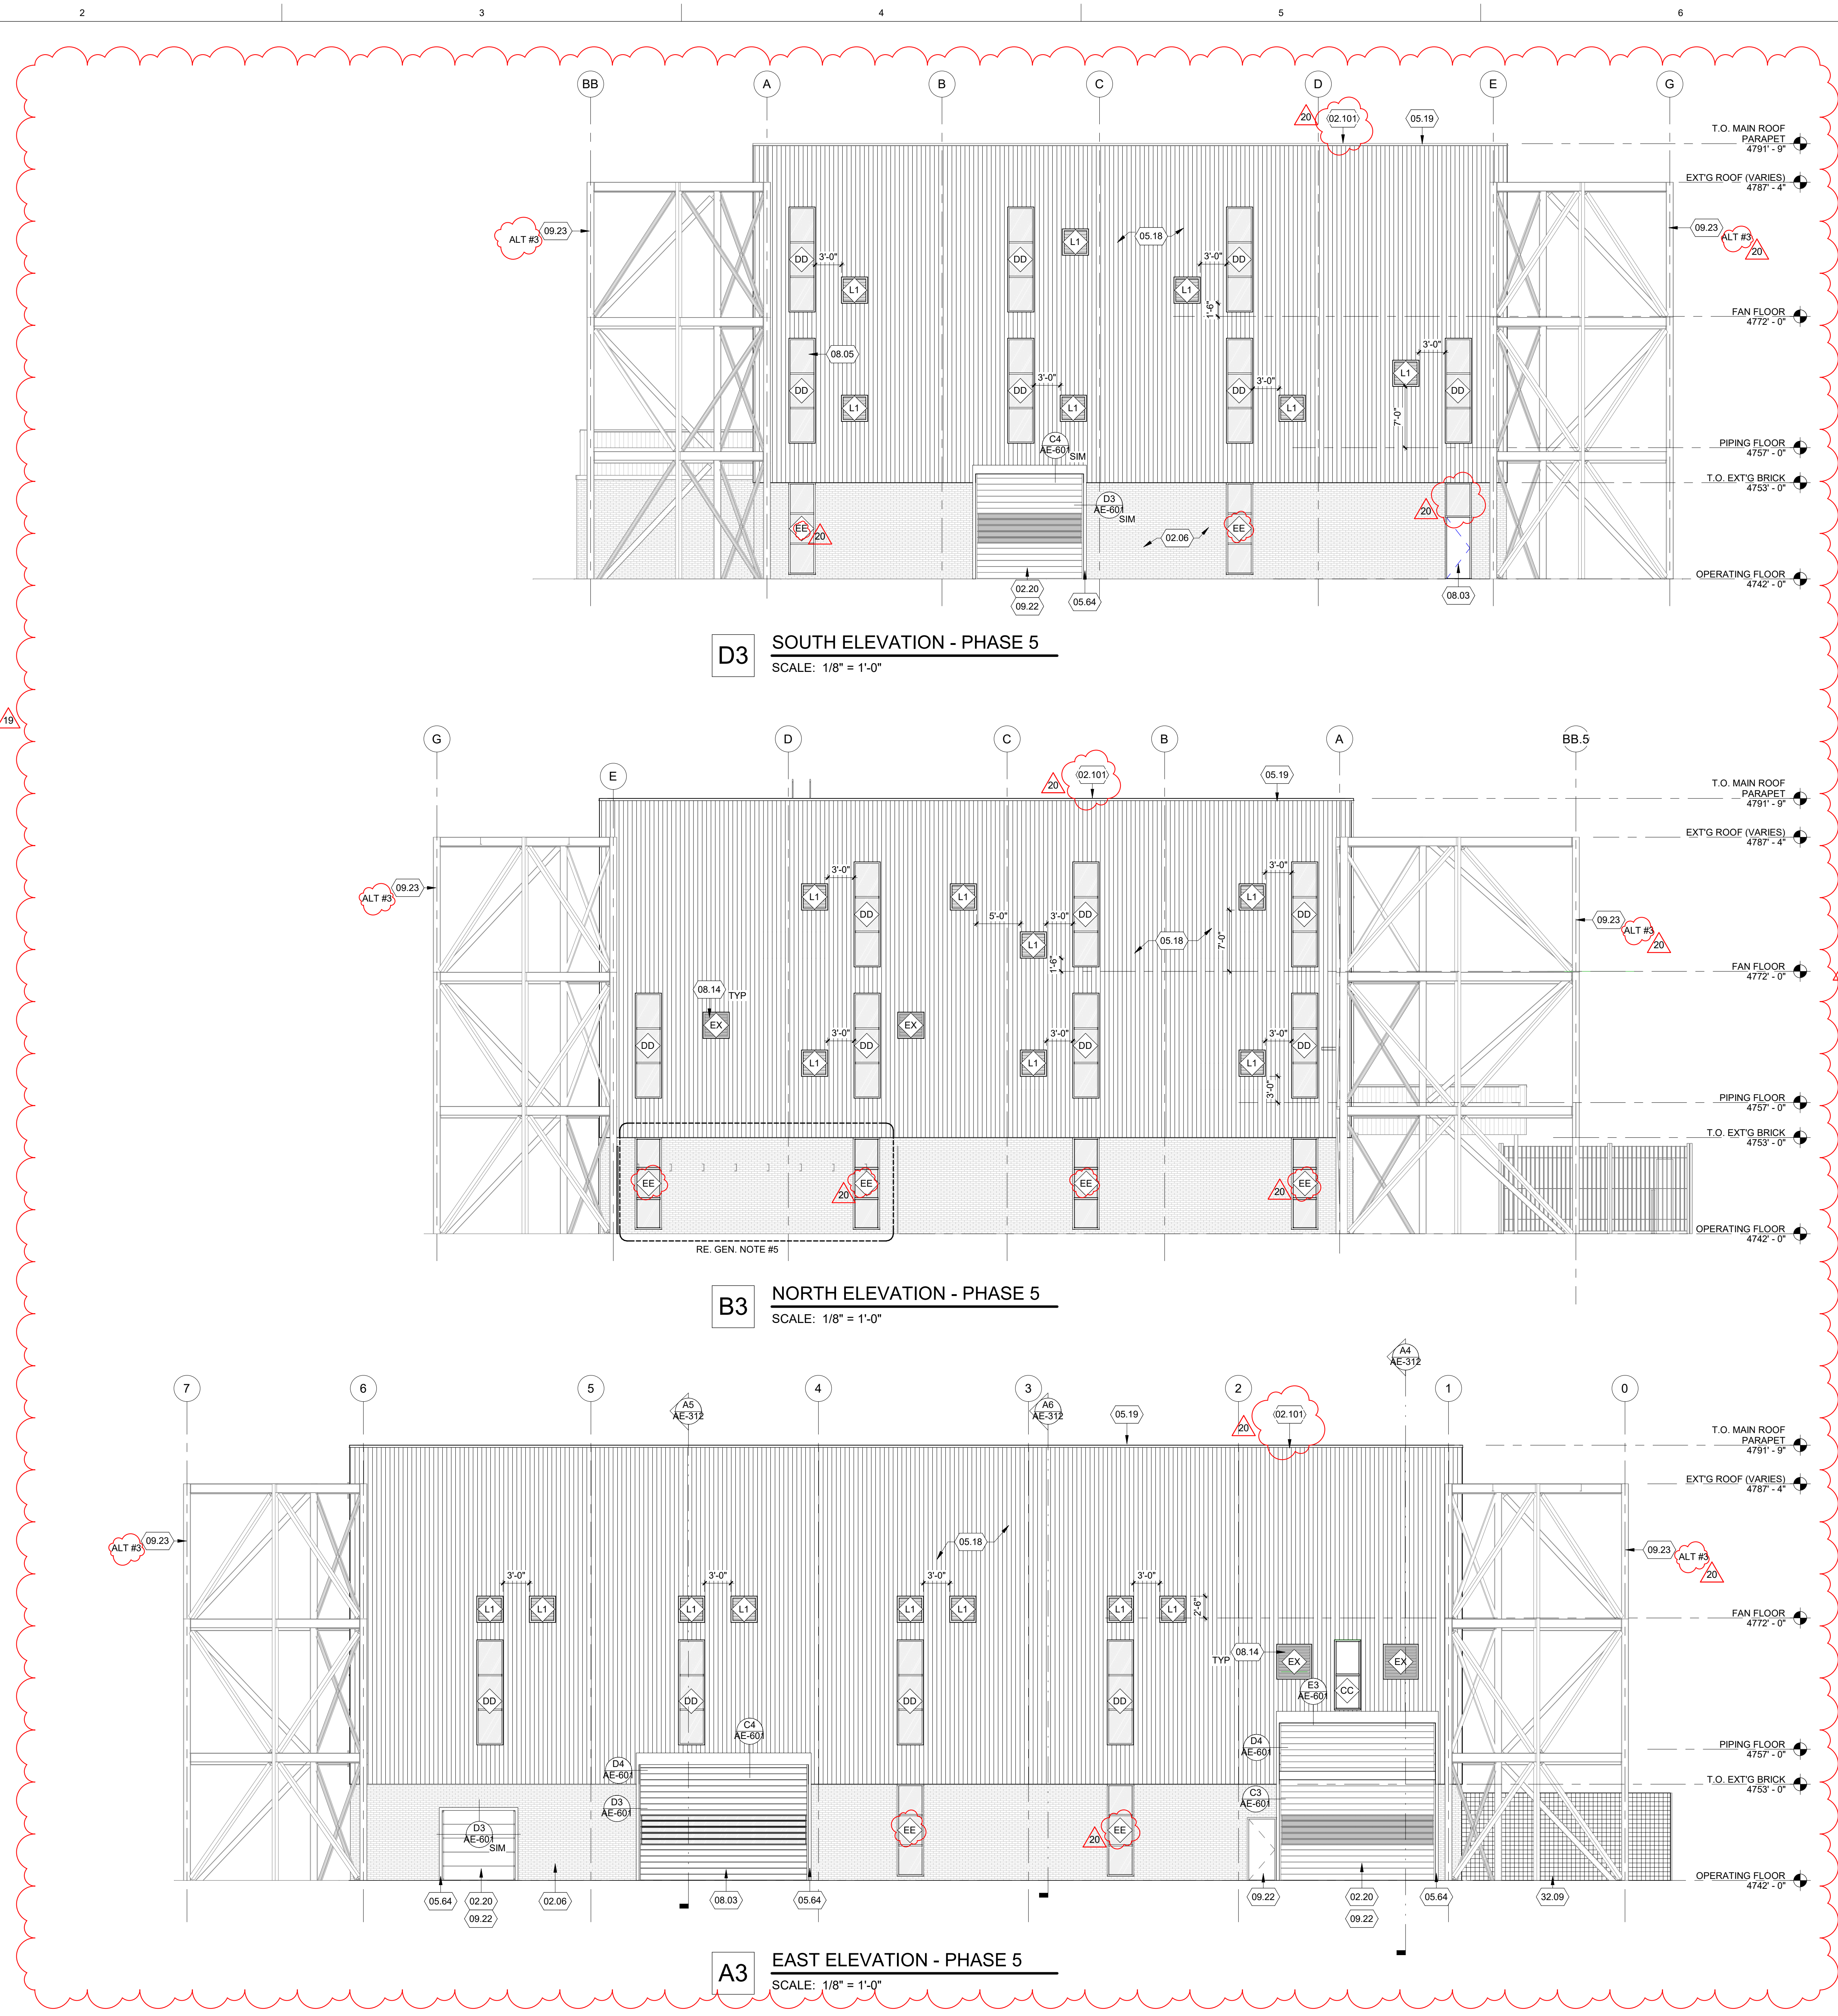 2 3 4 5 6
BB A B C D E G
20 02.101 05.19
T.O. MAIN ROOF
PARAPET
4791' - 9"
EXT'G ROOF (VARIES)
4787' - 4"
ALT #3 09.23
L1
05.18
09.23 ALT #3
20
DD 3'-0" DD 3'-0" DD
L1 L1
1'-6"
FAN FLOOR
4772' - 0"
08.05
3'-0"
L1
DD DD 3'-0" DD 3'-0" DD
L1 L1 L1
7'-0"
C4
AE-601
SIM
PIPING FLOOR
4757' - 0"
T.O. EXT'G BRICK
4753' - 0"
D3
AE-601
SIM
20
EE 20 EE
02.06
OPERATING FLOOR
4742' - 0"
02.20
09.22
05.64
08.03
D3 SOUTH ELEVATION - PHASE 5
SCALE: 1/8" = 1'-0"
19
G D C B A BB.5
E
20 02.101 05.19
T.O. MAIN ROOF
PARAPET
4791' - 9"
EXT'G ROOF (VARIES)
4787' - 4"
ALT #3 09.23
3'-0" 3'-0"
L1 L1 L1
DD 5'-0" 3'-0" DD DD
09.23 ALT #3
20
L1
05.18
7'-0"
1'-6"
FAN FLOOR
4772' - 0"
08.14 TYP
EX EX
3'-0" 3'-0" 3'-0"
DD DD DD DD
L1 L1 L1
3'-0"
PIPING FLOOR
4757' - 0"
T.O. EXT'G BRICK
4753' - 0"
EE 20 EE EE 20 EE
OPERATING FLOOR
4742' - 0"
RE. GEN. NOTE #5
B3 NORTH ELEVATION - PHASE 5
SCALE: 1/8" = 1'-0"
A4
AE-312
7 6 5 4 3 2 1 0
A5
AE-312
A6
AE-312
05.19
20 02.101
T.O. MAIN ROOF
PARAPET
4791' - 9"
EXT'G ROOF (VARIES)
4787' - 4"
ALT #3 09.23
05.18
09.23 ALT #3
20
3'-0" 3'-0" 3'-0" 3'-0"
L1 L1 L1 L1 L1 L1 L1 L1
2'-6"
FAN FLOOR
4772' - 0"
TYP 08.14
EX EX
E3
AE-601
CC
DD DD DD DD
C4
AE-601
D4
AE-601
D4
AE-601
PIPING FLOOR
4757' - 0"
T.O. EXT'G BRICK
4753' - 0"
D3
AE-601
C3
AE-601
D3
AE-601
SIM
EE 20 EE
OPERATING FLOOR
4742' - 0"
05.64 02.20 02.06 08.03 05.64 09.22 02.20 05.64 32.09
09.22 09.22
A3 EAST ELEVATION - PHASE 5
SCALE: 1/8" = 1'-0"